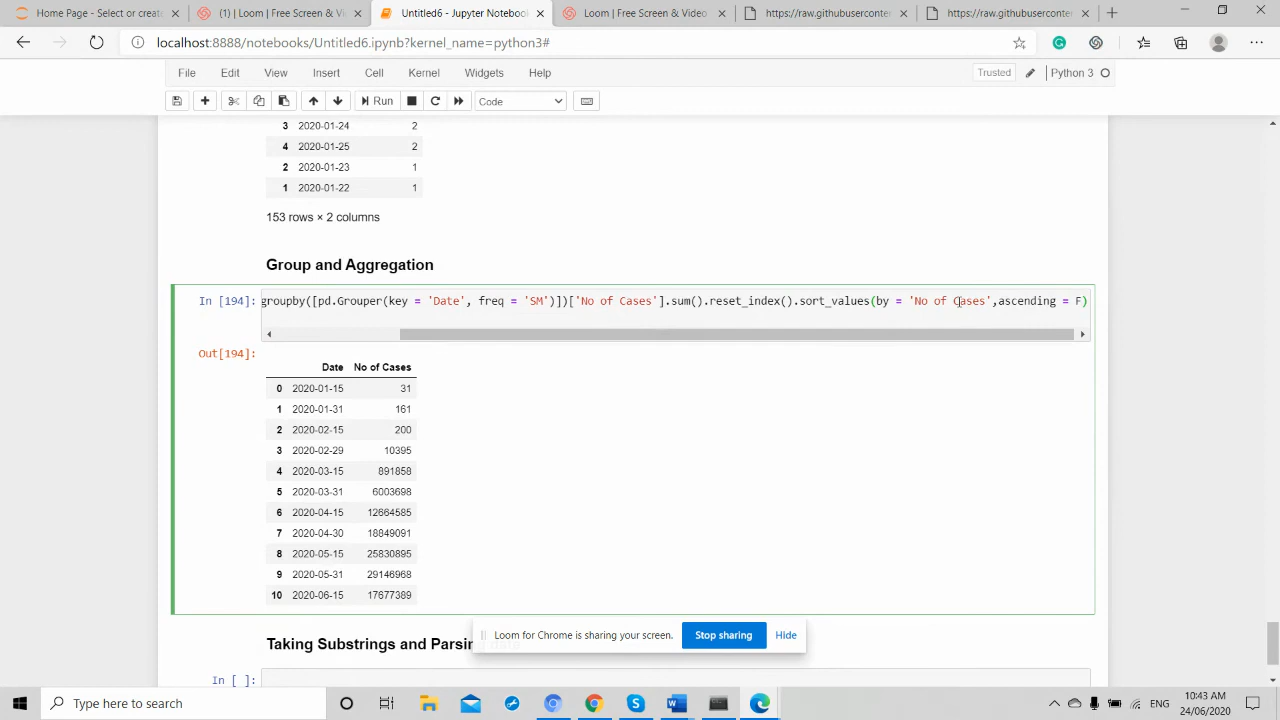 Home Page - Select or create
(1) | Loom | Free Screen & Vide
Untitled6 - Jupyter Notebook
Loom | Free Screen & Video
https://raw.githubusercontent
https://raw.githubusercontent
localhost:8888/notebooks/Untitled6.ipynb?kernel_name=python3#
File Edit View Insert Cell Kernel Widgets Help Trusted Python 3
Run Code
3 2020-01-24 2
4 2020-01-25 2
2 2020-01-23 1
1 2020-01-22 1
153 rows × 2 columns
Group and Aggregation
In [194]: groupby([pd.Grouper(key = 'Date', freq = 'SM')])['No of Cases'].sum().reset_index().sort_values(by = 'No of Cases',ascending = F)
Out[194]:
Date No of Cases
0 2020-01-15 31
1 2020-01-31 161
2 2020-02-15 200
3 2020-02-29 10395
4 2020-03-15 891858
5 2020-03-31 6003698
6 2020-04-15 12664585
7 2020-04-30 18849091
8 2020-05-15 25830895
9 2020-05-31 29146968
10 2020-06-15 17677389
Loom for Chrome is sharing your screen. Stop sharing Hide
Taking Substrings and Parsin
In [ ]:
Type here to search
ENG
10:43 AM
24/06/2020